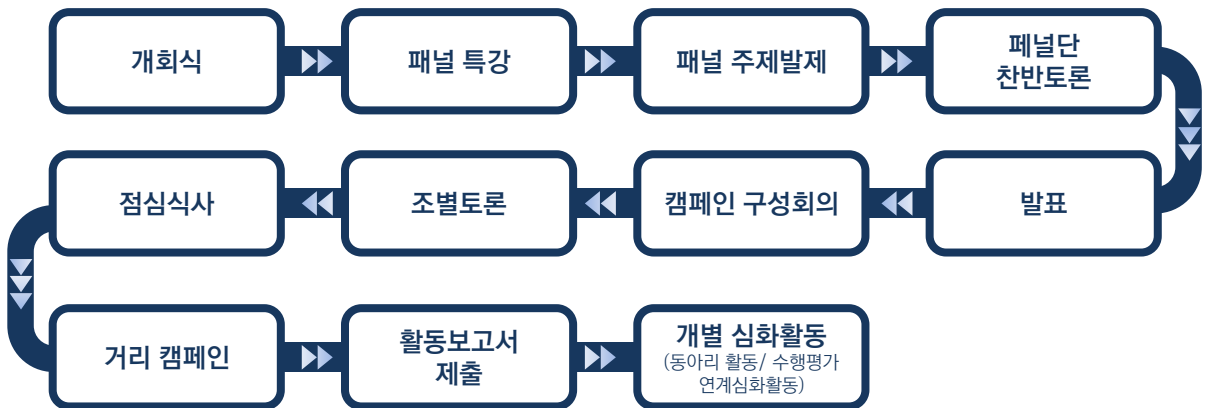 개회식
패널 특강
패널 주제발제
페널단
찬반토론
발표
캠페인 구성회의
조별토론
점심식사
거리 캠페인
활동보고서
제출
개별 심화활동
(동아리 활동/ 수행평가
연계심화활동)